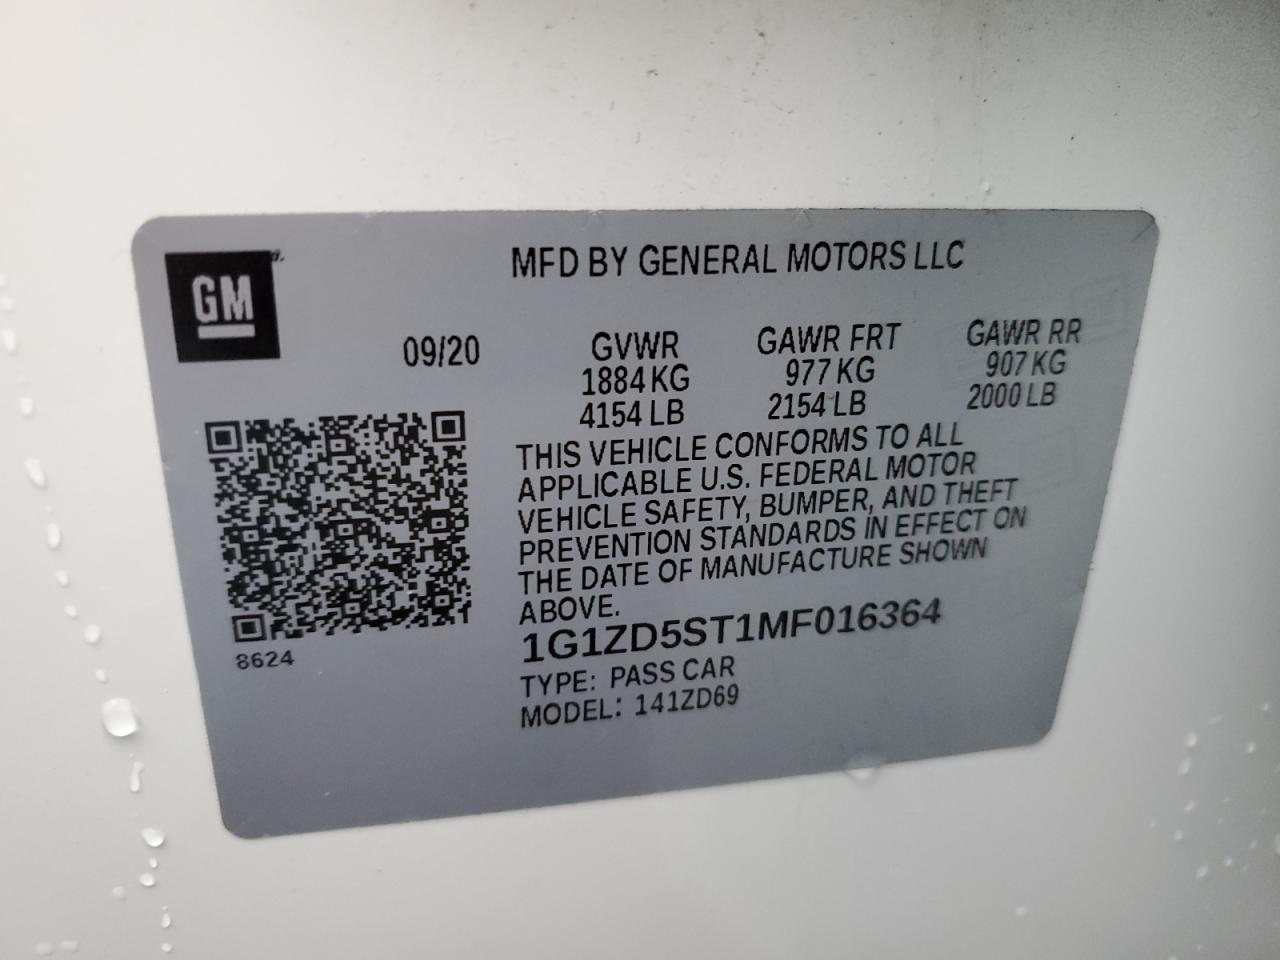 MFD BY GENERAL MOTORS LLC
GM
09/20
GVWR
1884 KG
4154 LB
GAWR FRT
977 KG
2154 LB
GAWR RR
907 KG
2000 LB
THIS VEHICLE CONFORMS TO ALL
APPLICABLE U.S. FEDERAL MOTOR
VEHICLE SAFETY, BUMPER, AND THEFT
PREVENTION STANDARDS IN EFFECT ON
THE DATE OF MANUFACTURE SHOWN
ABOVE.
1G1ZD5ST1MF016364
TYPE: PASS CAR
MODEL: 141ZD69
8624